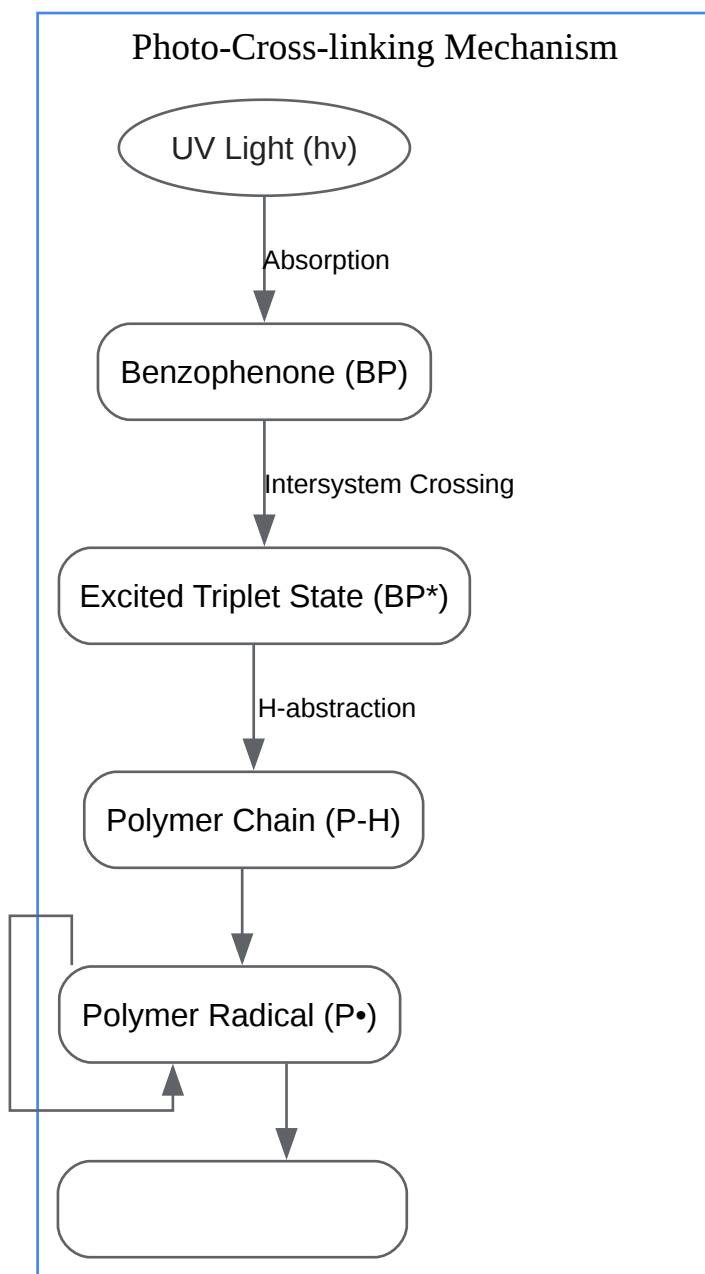 Photo-Cross-linking Mechanism
UV Light (hν)
Absorption
Benzophenone (BP)
Intersystem Crossing
Excited Triplet State (BP*)
H-abstraction
Polymer Chain (P-H)
Polymer Radical (P•)